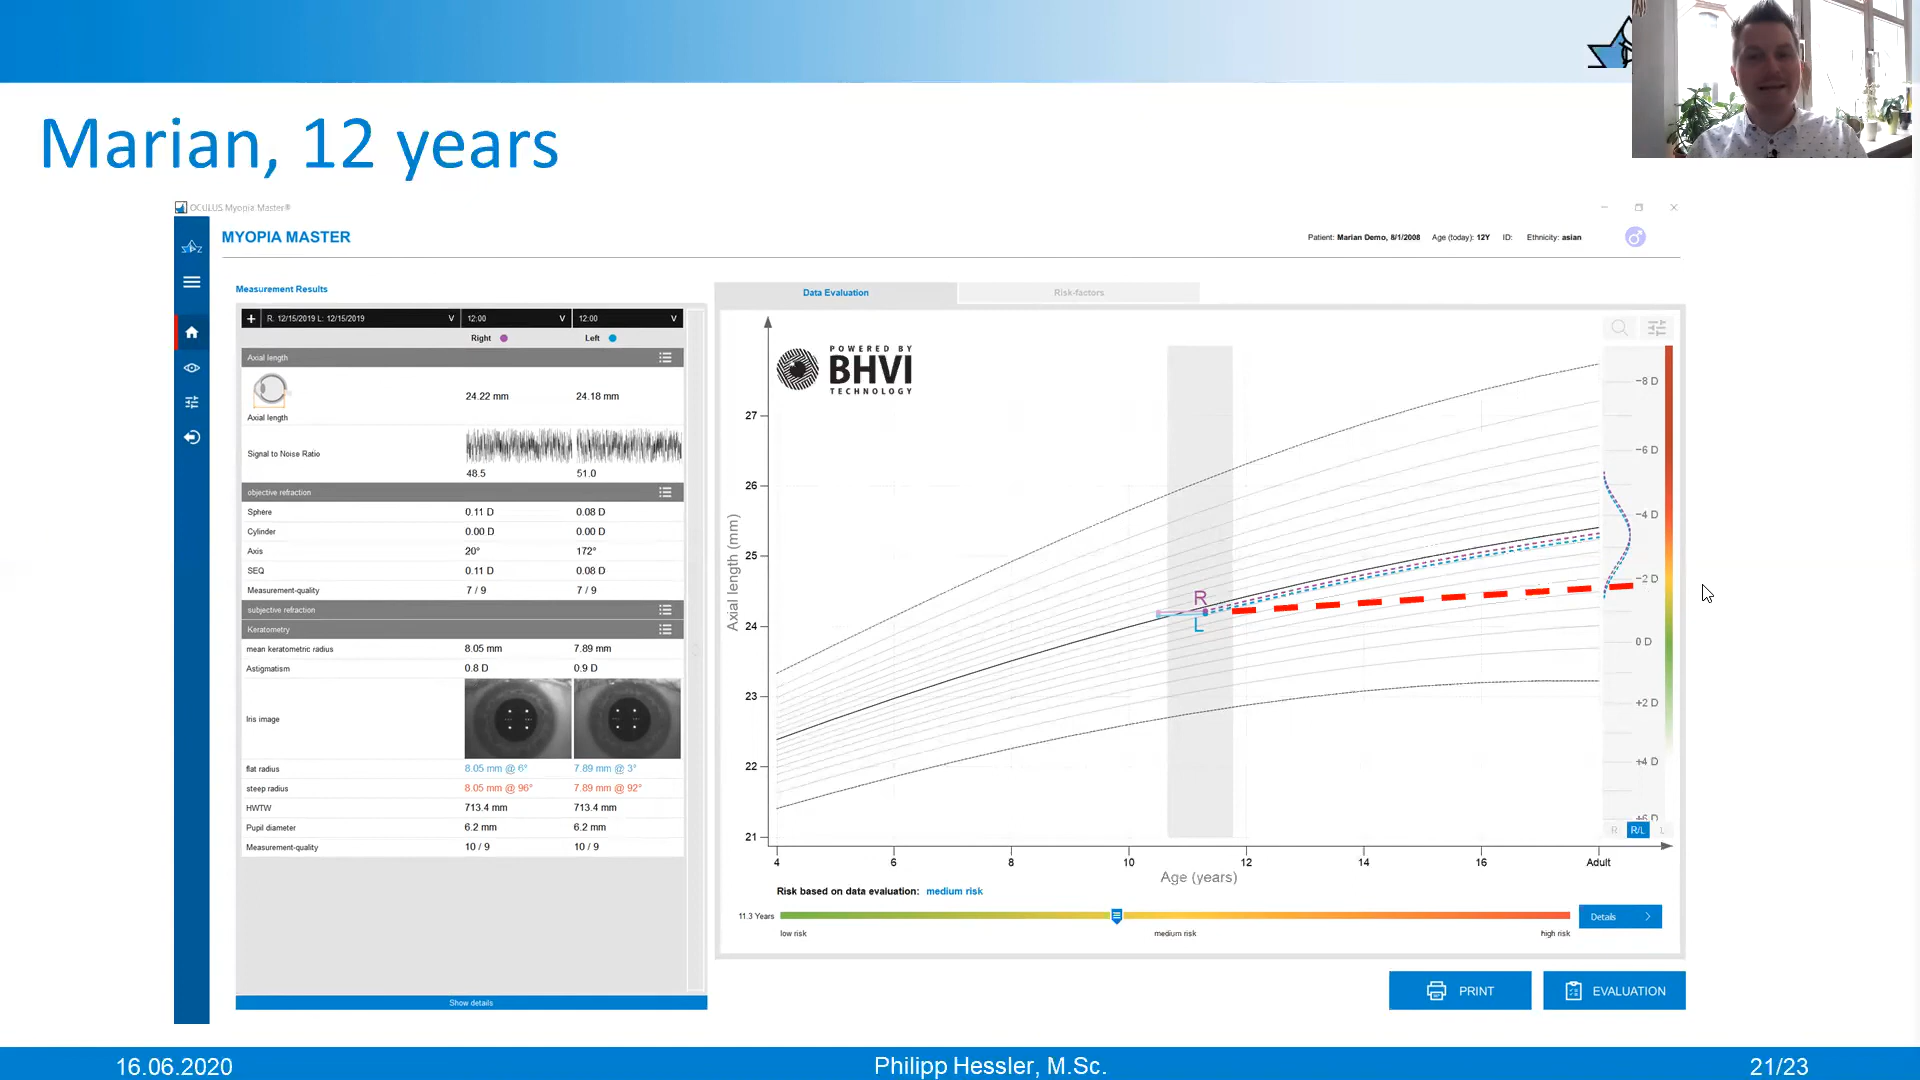 Marian, 12 years
OCULUS Myopia Master®
MYOPIA MASTER
Patient: Marian Demo, 8/1/2008 Age (today): 12Y ID: Ethnicity: asian
Measurement Results
R. 12/15/2019 L: 12/15/2019 12:00 12:00
Right Left
Axial length
24.22 mm 24.18 mm
Axial length
Signal to Noise Ratio
48.5 51.0
objective refraction
Sphere 0.11 D 0.08 D
Cylinder 0.00 D 0.00 D
Axis 20° 172°
SEQ 0.11 D 0.08 D
Measurement-quality 7 / 9 7 / 9
subjective refraction
Keratometry
mean keratometric radius 8.05 mm 7.89 mm
Astigmatism 0.8 D 0.9 D
Iris image
flat radius 8.05 mm @ 6° 7.89 mm @ 3°
steep radius 8.05 mm @ 96° 7.89 mm @ 92°
HWTW 713.4 mm 713.4 mm
Pupil diameter 6.2 mm 6.2 mm
Measurement-quality 10 / 9 10 / 9
Show details
Data Evaluation Risk-factors
POWERED BY
BHVI
TECHNOLOGY
Axial length (mm)
27
26
25
24
23
22
21
R
L
−8 D
−6 D
−4 D
−2 D
0 D
+2 D
+4 D
+6 D
R R/L L
4 6 8 10 12 14 16 Adult
Age (years)
Risk based on data evaluation: medium risk
11.3 Years
low risk medium risk high risk
Details
PRINT EVALUATION
16.06.2020 Philipp Hessler, M.Sc. 21/23